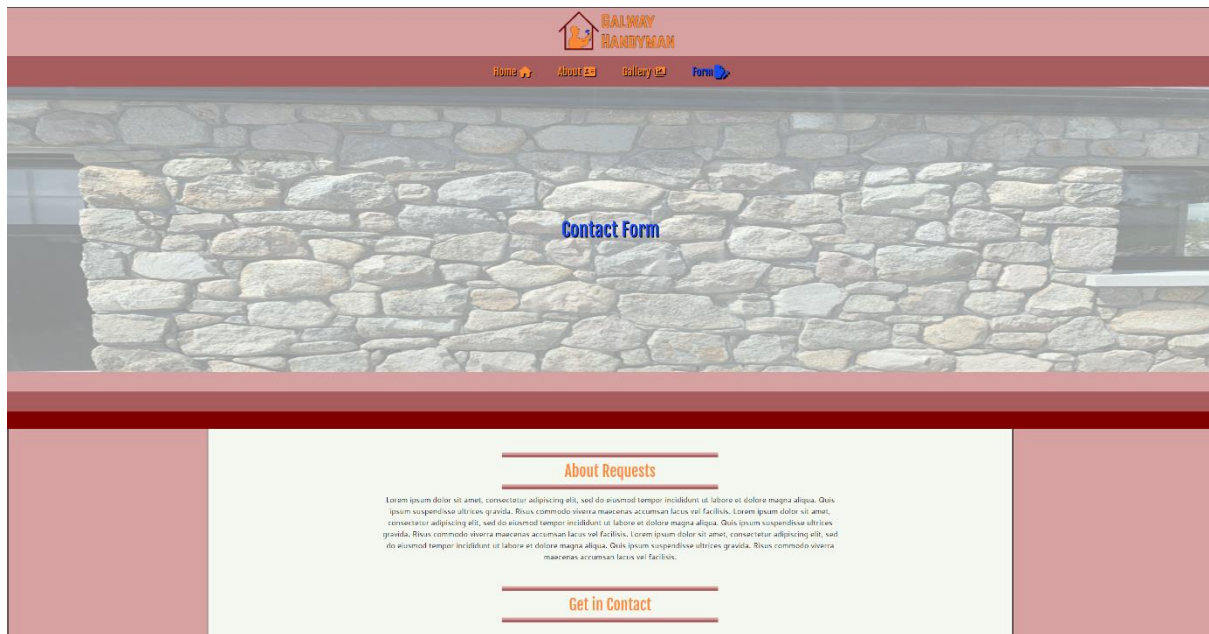 GALWAY
HANDYMAN
Home About Gallery Form
Contact Form
About Requests
Lorem ipsum dolor sit amet, consectetur adipiscing elit, sed do eiusmod tempor incididunt ut labore et dolore magna aliqua. Quis
ipsum suspendisse ultrices gravida. Risus commodo viverra maecenas accumsan lacus vel facilisis. Lorem ipsum dolor sit amet,
consectetur adipiscing elit, sed do eiusmod tempor incididunt ut labore et dolore magna aliqua. Quis ipsum suspendisse ultrices
gravida. Risus commodo viverra maecenas accumsan lacus vel facilisis. Lorem ipsum dolor sit amet, consectetur adipiscing elit, sed
do eiusmod tempor incididunt ut labore et dolore magna aliqua. Quis ipsum suspendisse ultrices gravida. Risus commodo viverra
maecenas accumsan lacus vel facilisis.
Get in Contact